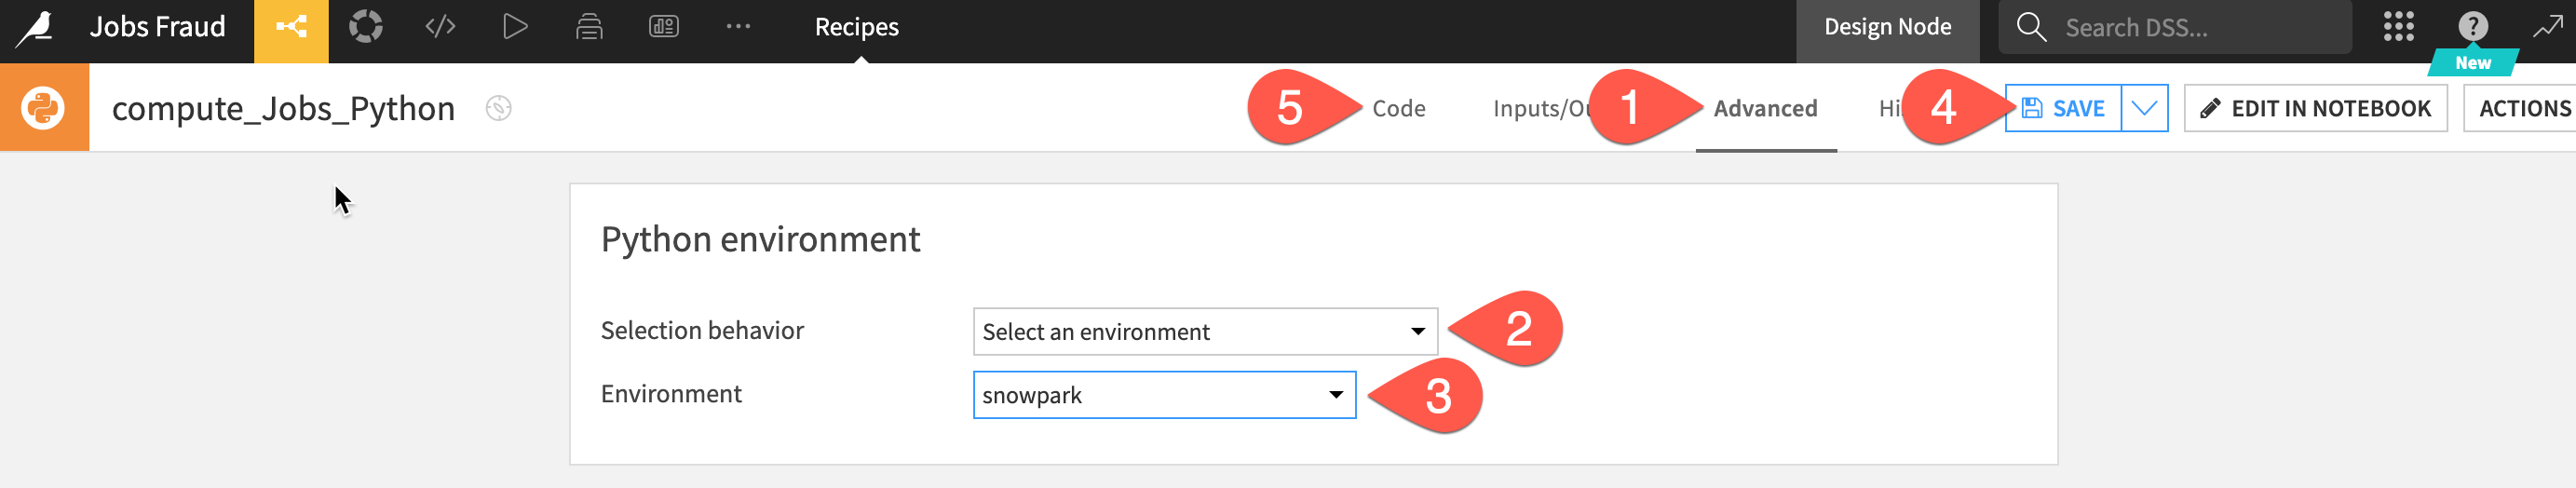 Jobs Fraud
Recipes
Design Node
Search DSS...
?
New
compute_Jobs_Python
5
Code
Inputs/Ou
1
Advanced
Hi
4
SAVE
EDIT IN NOTEBOOK
ACTIONS
Python environment
Selection behavior
Select an environment
2
Environment
snowpark
3